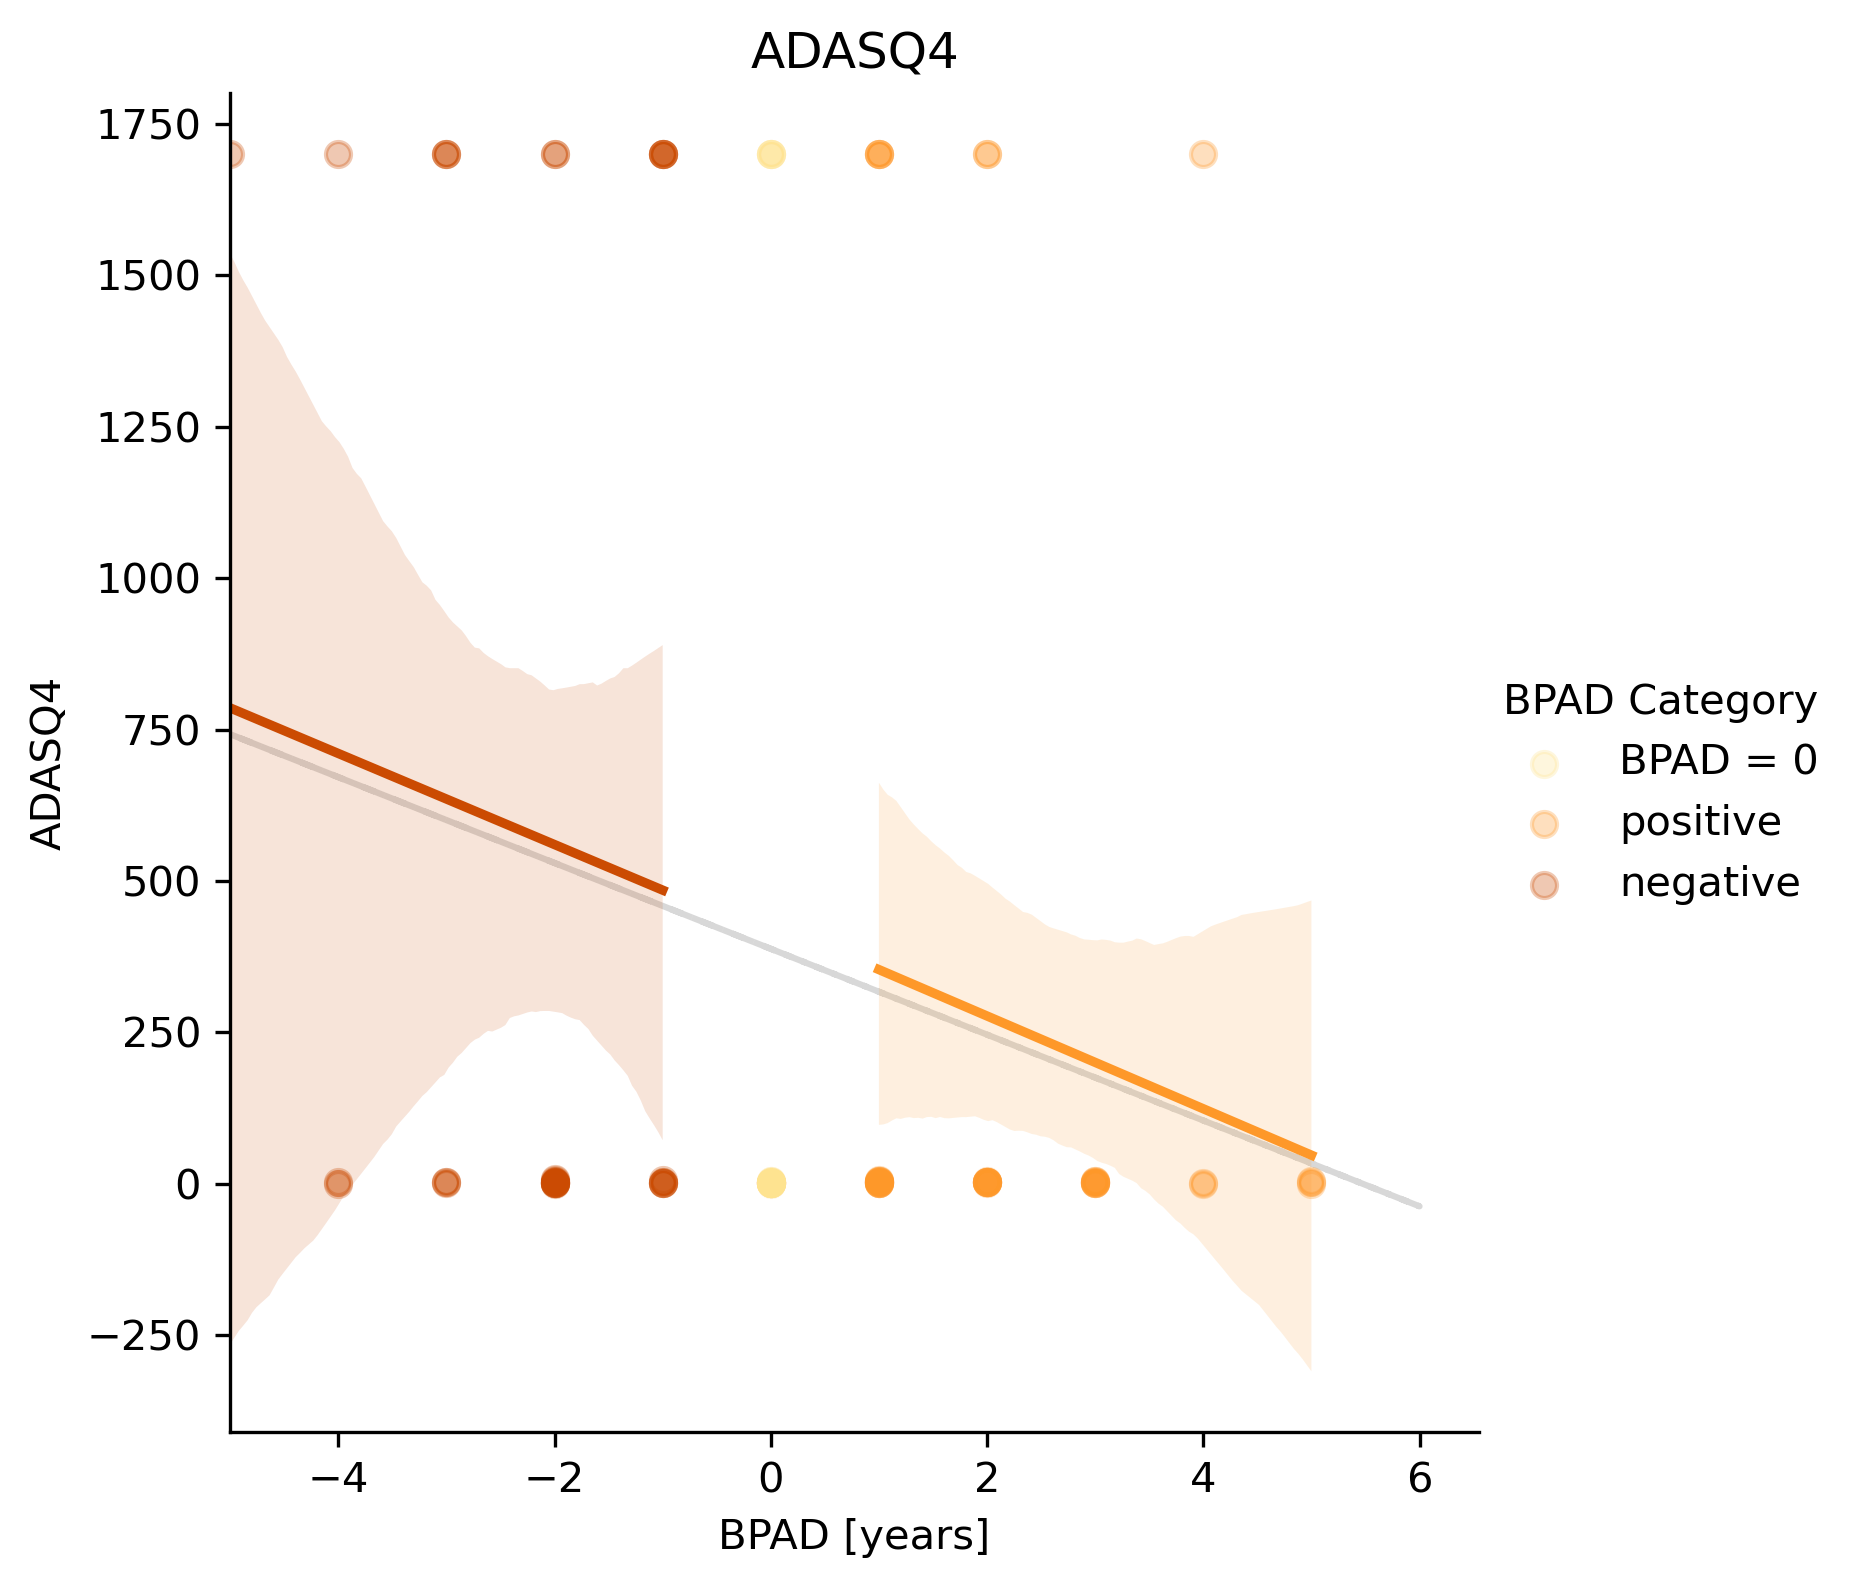 ADASQ4
1750
1500
1250
1000
750
500
250
0
−250
ADASQ4
−4
−2
0
2
4
6
BPAD [years]
BPAD Category
BPAD = 0
positive
negative